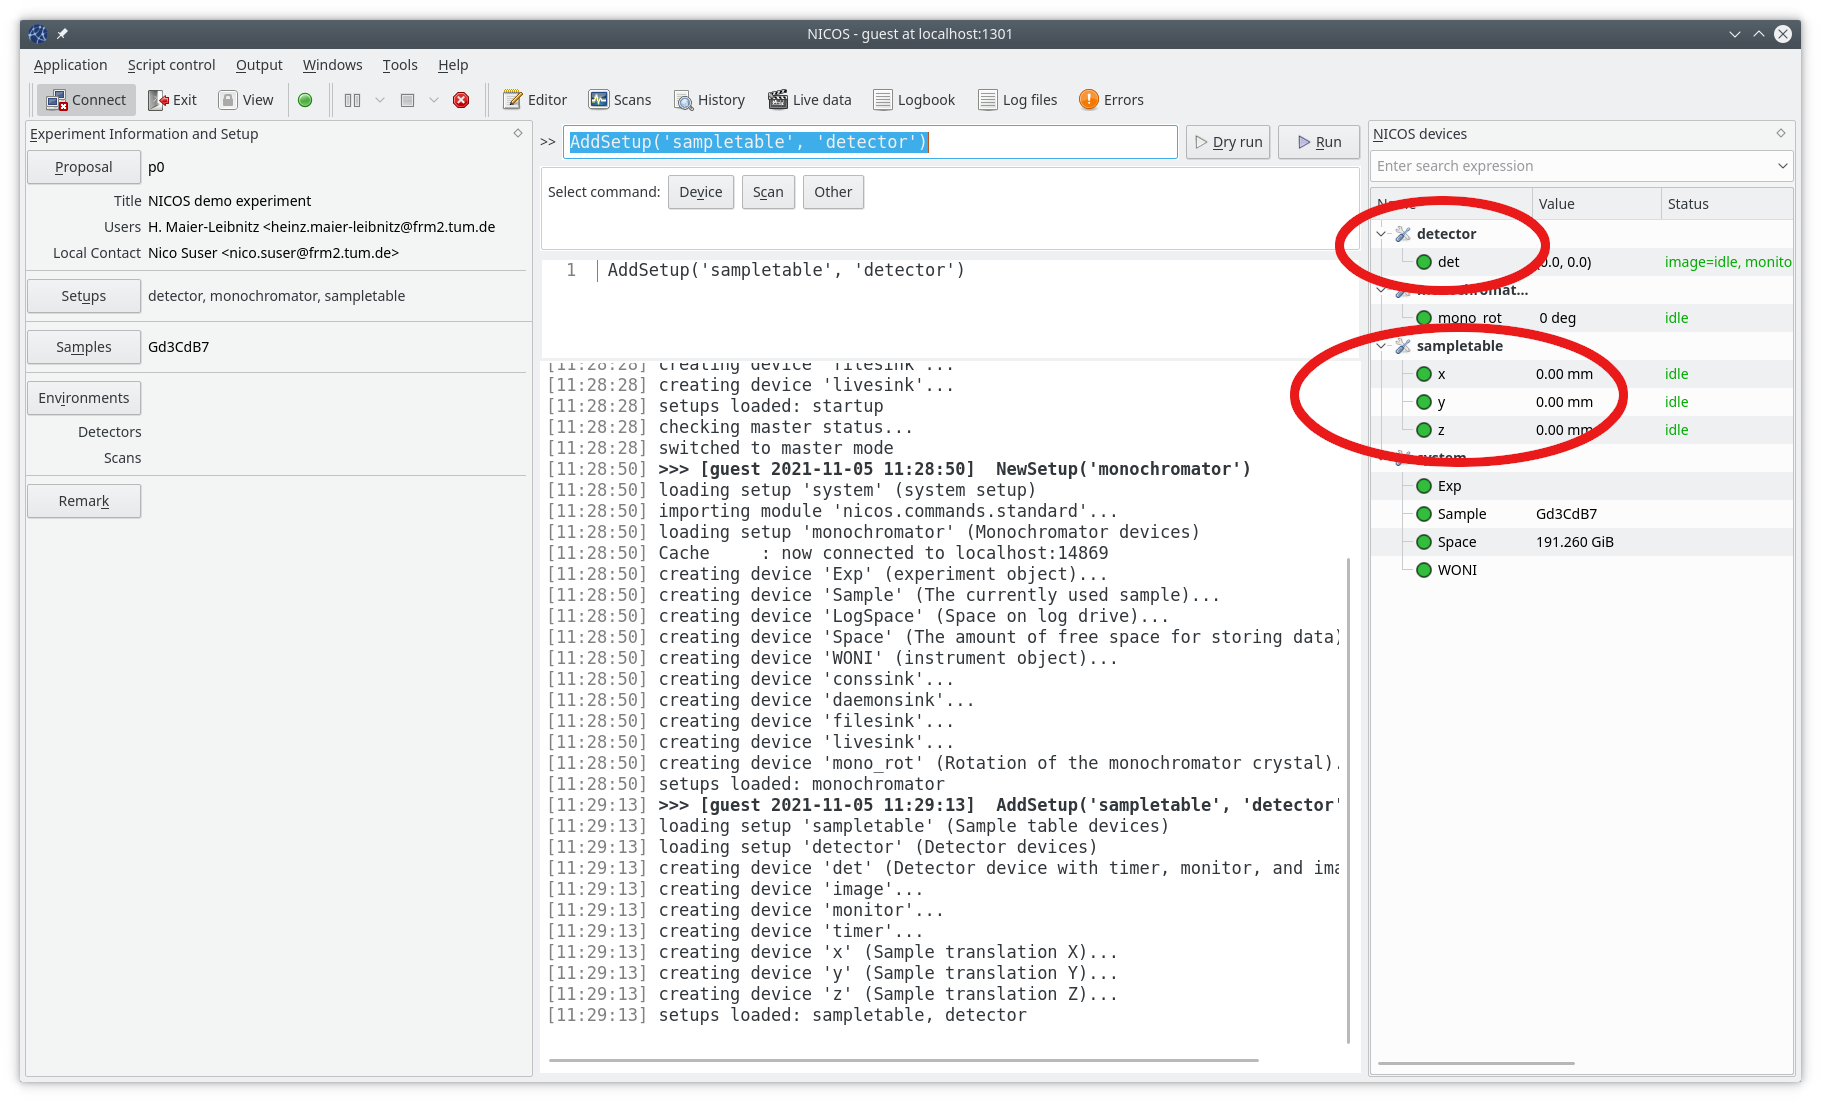 NICOS - guest at localhost:1301
Application Script control Output Windows Tools Help
Connect Exit View Editor Scans History Live data Logbook Log files Errors
Experiment Information and Setup
Proposal p0
Title NICOS demo experiment
Users H. Maier-Leibnitz <heinz.maier-leibnitz@frm2.tum.de
Local Contact Nico Suser <nico.suser@frm2.tum.de>
Setups detector, monochromator, sampletable
Samples Gd3CdB7
Environments
Detectors
Scans
Remark
>> AddSetup('sampletable', 'detector') Dry run Run
Select command: Device Scan Other
1 AddSetup('sampletable', 'detector')
[11:28:28] creating device 'filesink'...
[11:28:28] creating device 'livesink'...
[11:28:28] setups loaded: startup
[11:28:28] checking master status...
[11:28:28] switched to master mode
[11:28:50] >>> [guest 2021-11-05 11:28:50]  NewSetup('monochromator')
[11:28:50] loading setup 'system' (system setup)
[11:28:50] importing module 'nicos.commands.standard'...
[11:28:50] loading setup 'monochromator' (Monochromator devices)
[11:28:50] Cache     : now connected to localhost:14869
[11:28:50] creating device 'Exp' (experiment object)...
[11:28:50] creating device 'Sample' (The currently used sample)...
[11:28:50] creating device 'LogSpace' (Space on log drive)...
[11:28:50] creating device 'Space' (The amount of free space for storing data)
[11:28:50] creating device 'WONI' (instrument object)...
[11:28:50] creating device 'conssink'...
[11:28:50] creating device 'daemonsink'...
[11:28:50] creating device 'filesink'...
[11:28:50] creating device 'livesink'...
[11:28:50] creating device 'mono_rot' (Rotation of the monochromator crystal).
[11:28:50] setups loaded: monochromator
[11:29:13] >>> [guest 2021-11-05 11:29:13]  AddSetup('sampletable', 'detector'
[11:29:13] loading setup 'sampletable' (Sample table devices)
[11:29:13] loading setup 'detector' (Detector devices)
[11:29:13] creating device 'det' (Detector device with timer, monitor, and ima
[11:29:13] creating device 'image'...
[11:29:13] creating device 'monitor'...
[11:29:13] creating device 'timer'...
[11:29:13] creating device 'x' (Sample translation X)...
[11:29:13] creating device 'y' (Sample translation Y)...
[11:29:13] creating device 'z' (Sample translation Z)...
[11:29:13] setups loaded: sampletable, detector
NICOS devices
Enter search expression
Value Status
detector
det (0.0, 0.0) image=idle, monito
mono_rot 0 deg idle
sampletable
x 0.00 mm idle
y 0.00 mm idle
z 0.00 mm idle
system
Exp
Sample Gd3CdB7
Space 191.260 GiB
WONI